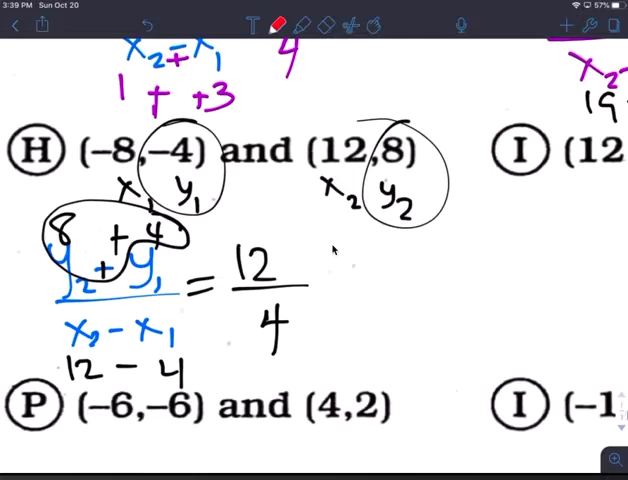 3:39 PM Sun Oct 20 57%
x₂ + x₁ 4 x₂
1 + +3 19
H (−8,−4) and (12,8) I (12
x₁ y₁ x₂ y₂
8 + 4
y₂ + y₁ = 12
x₂ − x₁ 4
12 − 4
P (−6,−6) and (4,2) I (−1